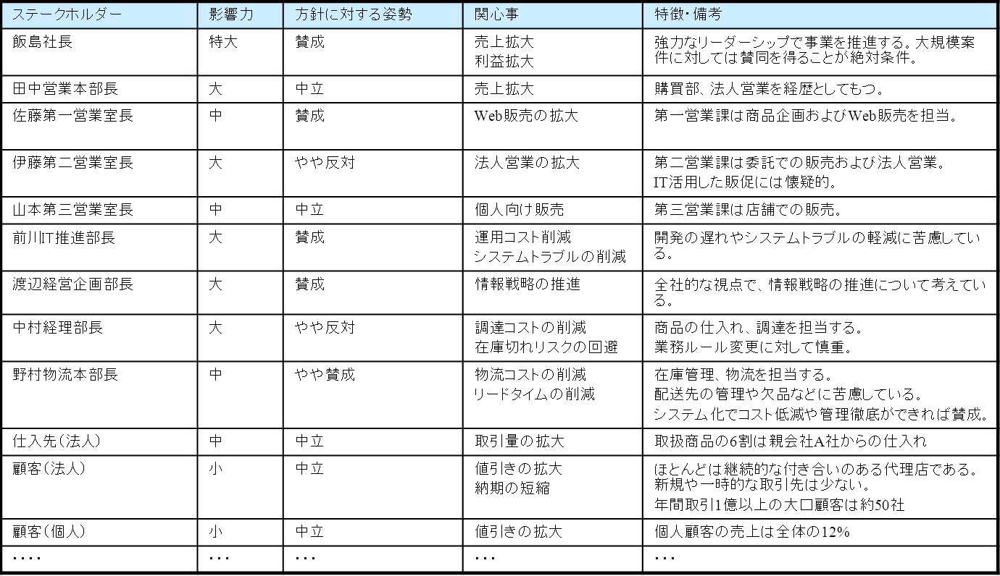 ステークホルダー 影響力 方針に対する姿勢 関心事 特徴・備考
飯島社長 特大 賛成 売上拡大 強力なリーダーシップで事業を推進する。大規模案
利益拡大 件に対しては賛同を得ることが絶対条件。
田中営業本部長 大 中立 売上拡大 購買部、法人営業を経歴としてもつ。
佐藤第一営業室長 中 賛成 Web販売の拡大 第一営業課は商品企画およびWeb販売を担当。
伊藤第二営業室長 大 やや反対 法人営業の拡大 第二営業課は委託での販売および法人営業。
IT活用した販促には懐疑的。
山本第三営業室長 中 中立 個人向け販売 第三営業課は店舗での販売。
前川IT推進部長 大 賛成 運用コスト削減 開発の遅れやシステムトラブルの軽減に苦慮してい
システムトラブルの削減 る。
渡辺経営企画部長 大 賛成 情報戦略の推進 全社的な視点で、情報戦略の推進について考えてい
る。
中村経理部長 大 やや反対 調達コストの削減 商品の仕入れ、調達を担当する。
在庫切れリスクの回避 業務ルール変更に対して慎重。
野村物流本部長 中 やや賛成 物流コストの削減 在庫管理、物流を担当する。
リードタイムの削減 配送先の管理や欠品などに苦慮している。
システム化でコスト低減や管理徹底ができれば賛成。
仕入先（法人） 中 中立 取引量の拡大 取扱商品の6割は親会社A社からの仕入れ
顧客（法人） 小 中立 値引きの拡大 ほとんどは継続的な付き合いのある代理店である。
納期の短縮 新規や一時的な取引先は少ない。
年間取引1億以上の大口顧客は約50社
顧客（個人） 小 中立 値引きの拡大 個人顧客の売上は全体の12%
・・・・ ・・・ ・・・ ・・・ ・・・